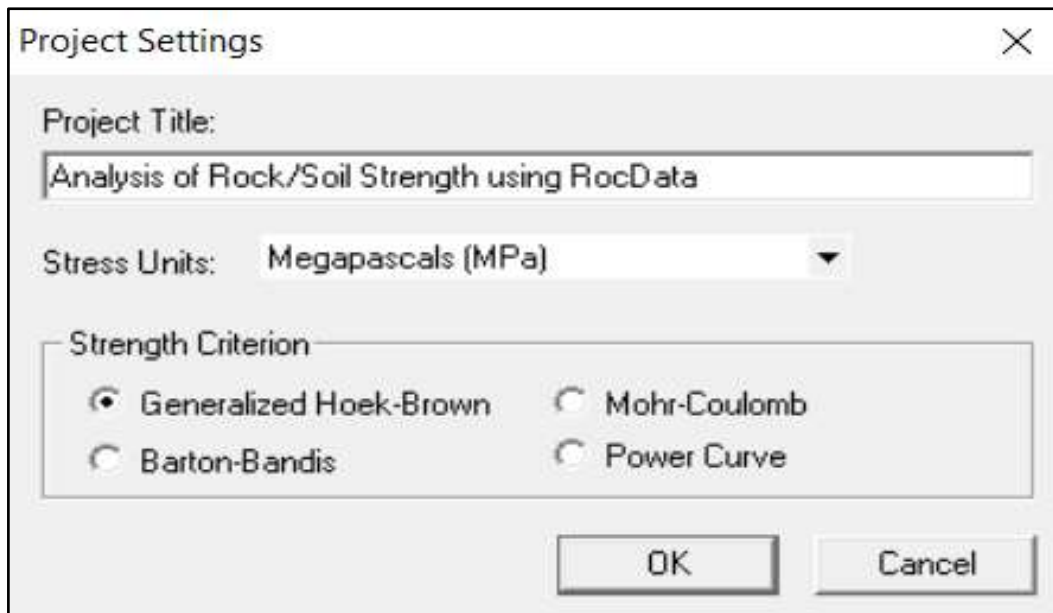 Project Settings
Project Title:
Analysis of Rock/Soil Strength using RocData
Stress Units: Megapascals (MPa)
Strength Criterion
Generalized Hoek-Brown Mohr-Coulomb
Barton-Bandis Power Curve
OK Cancel